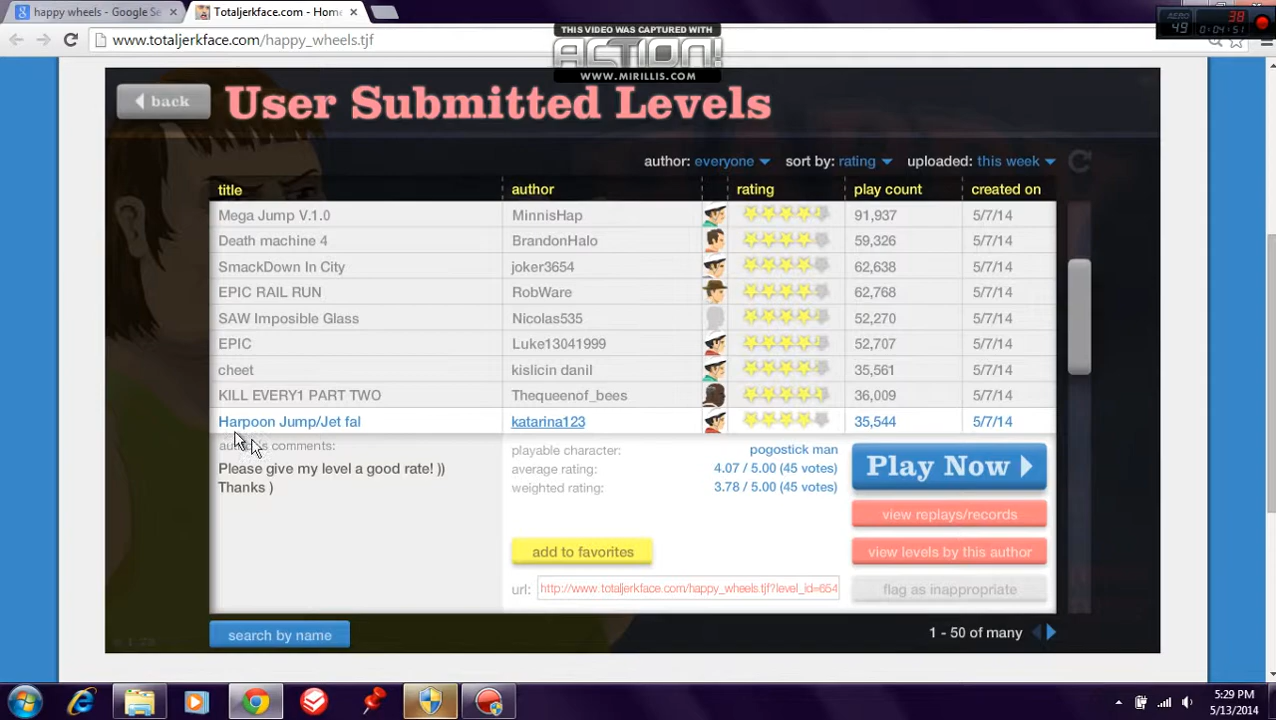 happy wheels - Google Se
Totaljerkface.com - Home
www.totaljerkface.com/happy_wheels.tjf
THIS VIDEO WAS CAPTURED WITH
ACTION!
WWW.MIRILLIS.COM
AERO
49
38
0:04:51
back
User Submitted Levels
author: everyone sort by: rating uploaded: this week
title author rating play count created on
Mega Jump V.1.0 MinnisHap 91,937 5/7/14
Death machine 4 BrandonHalo 59,326 5/7/14
SmackDown In City joker3654 62,638 5/7/14
EPIC RAIL RUN RobWare 62,768 5/7/14
SAW Imposible Glass Nicolas535 52,270 5/7/14
EPIC Luke13041999 52,707 5/7/14
cheet kislicin danil 35,561 5/7/14
KILL EVERY1 PART TWO Thequeenof_bees 36,009 5/7/14
Harpoon Jump/Jet fal katarina123 35,544 5/7/14
comments:
Please give my level a good rate! ))
Thanks )
playable character: pogostick man
average rating: 4.07 / 5.00 (45 votes)
weighted rating: 3.78 / 5.00 (45 votes)
Play Now
view replays/records
add to favorites
view levels by this author
url: http://www.totaljerkface.com/happy_wheels.tjf?level_id=654
flag as inappropriate
search by name
1 - 50 of many
5:29 PM
5/13/2014